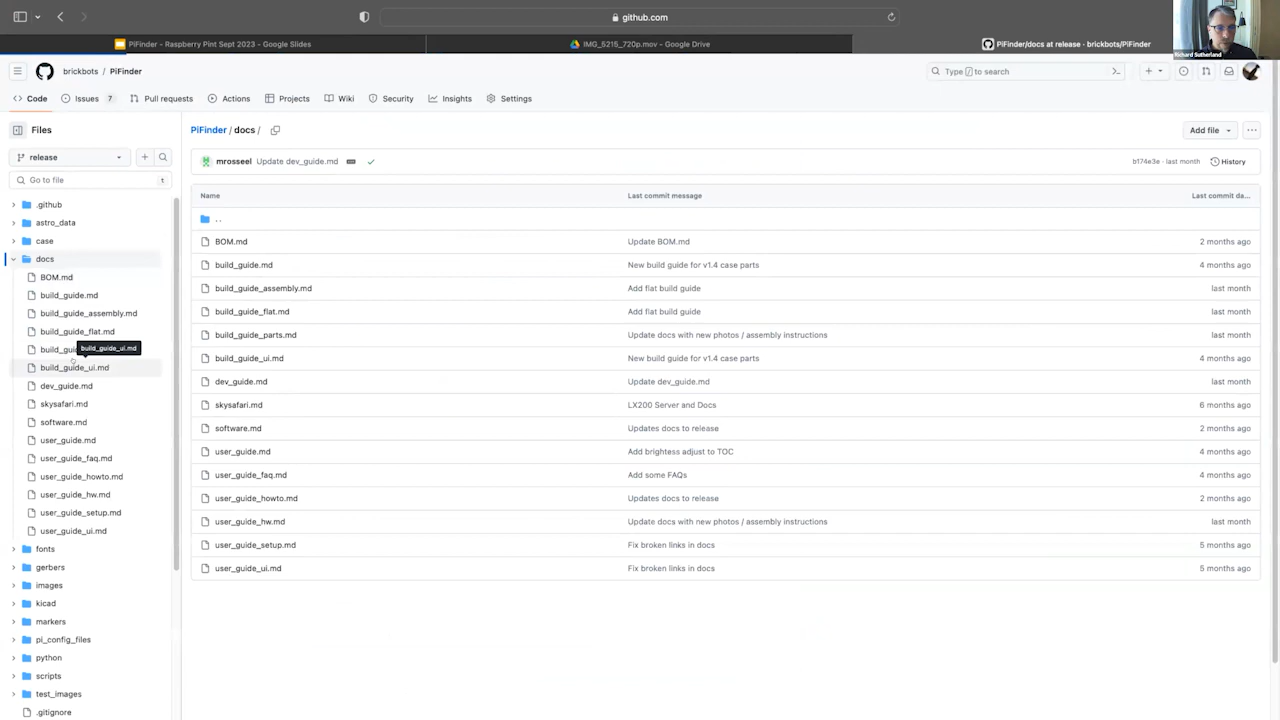 github.com
PiFinder - Raspberry Pint Sept 2023 - Google Slides
IMG_5215_720p.mov - Google Drive
PiFinder/docs at release · brickbots/PiFinder
Richard Sutherland
brickbots / PiFinder
Type / to search
Code
Issues 7
Pull requests
Actions
Projects
Wiki
Security
Insights
Settings
Files
PiFinder / docs /
Add file
release
mrosseel Update dev_guide.md
b174e3e · last month
History
Go to file t
Name Last commit message Last commit da...
.github
astro_data
case
docs
BOM.md
build_guide.md
build_guide_assembly.md
build_guide_flat.md
build_gui
build_guide_ui.md
build_guide_ui.md
dev_guide.md
skysafari.md
software.md
user_guide.md
user_guide_faq.md
user_guide_howto.md
user_guide_hw.md
user_guide_setup.md
user_guide_ui.md
fonts
gerbers
images
kicad
markers
pi_config_files
python
scripts
test_images
.gitignore
..
BOM.md Update BOM.md 2 months ago
build_guide.md New build guide for v1.4 case parts 4 months ago
build_guide_assembly.md Add flat build guide last month
build_guide_flat.md Add flat build guide last month
build_guide_parts.md Update docs with new photos / assembly instructions last month
build_guide_ui.md New build guide for v1.4 case parts 4 months ago
dev_guide.md Update dev_guide.md last month
skysafari.md LX200 Server and Docs 6 months ago
software.md Updates docs to release 2 months ago
user_guide.md Add brightess adjust to TOC 4 months ago
user_guide_faq.md Add some FAQs 4 months ago
user_guide_howto.md Updates docs to release 2 months ago
user_guide_hw.md Update docs with new photos / assembly instructions last month
user_guide_setup.md Fix broken links in docs 5 months ago
user_guide_ui.md Fix broken links in docs 5 months ago